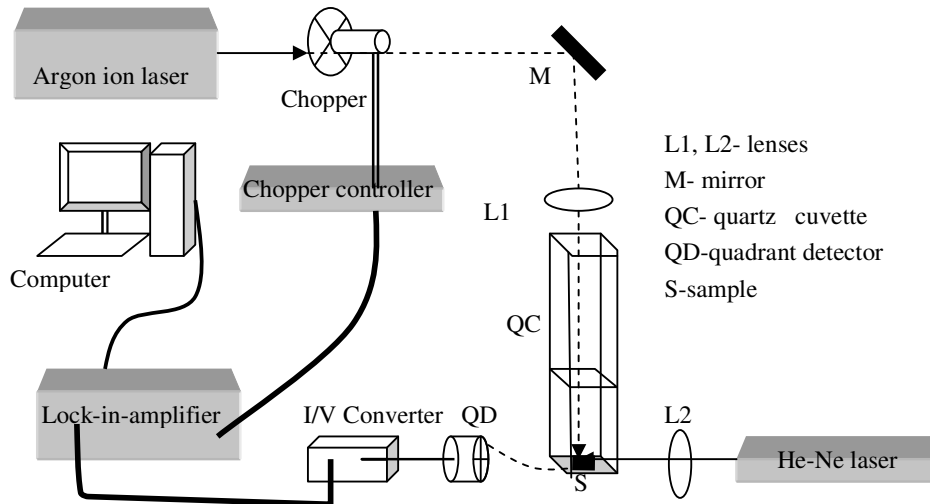 Argon ion laser
Chopper
M
Chopper controller
L1, L2- lenses
M- mirror
QC- quartz cuvette
QD-quadrant detector
S-sample
L1
Computer
QC
Lock-in-amplifier
I/V Converter
QD
L2
He-Ne laser
S